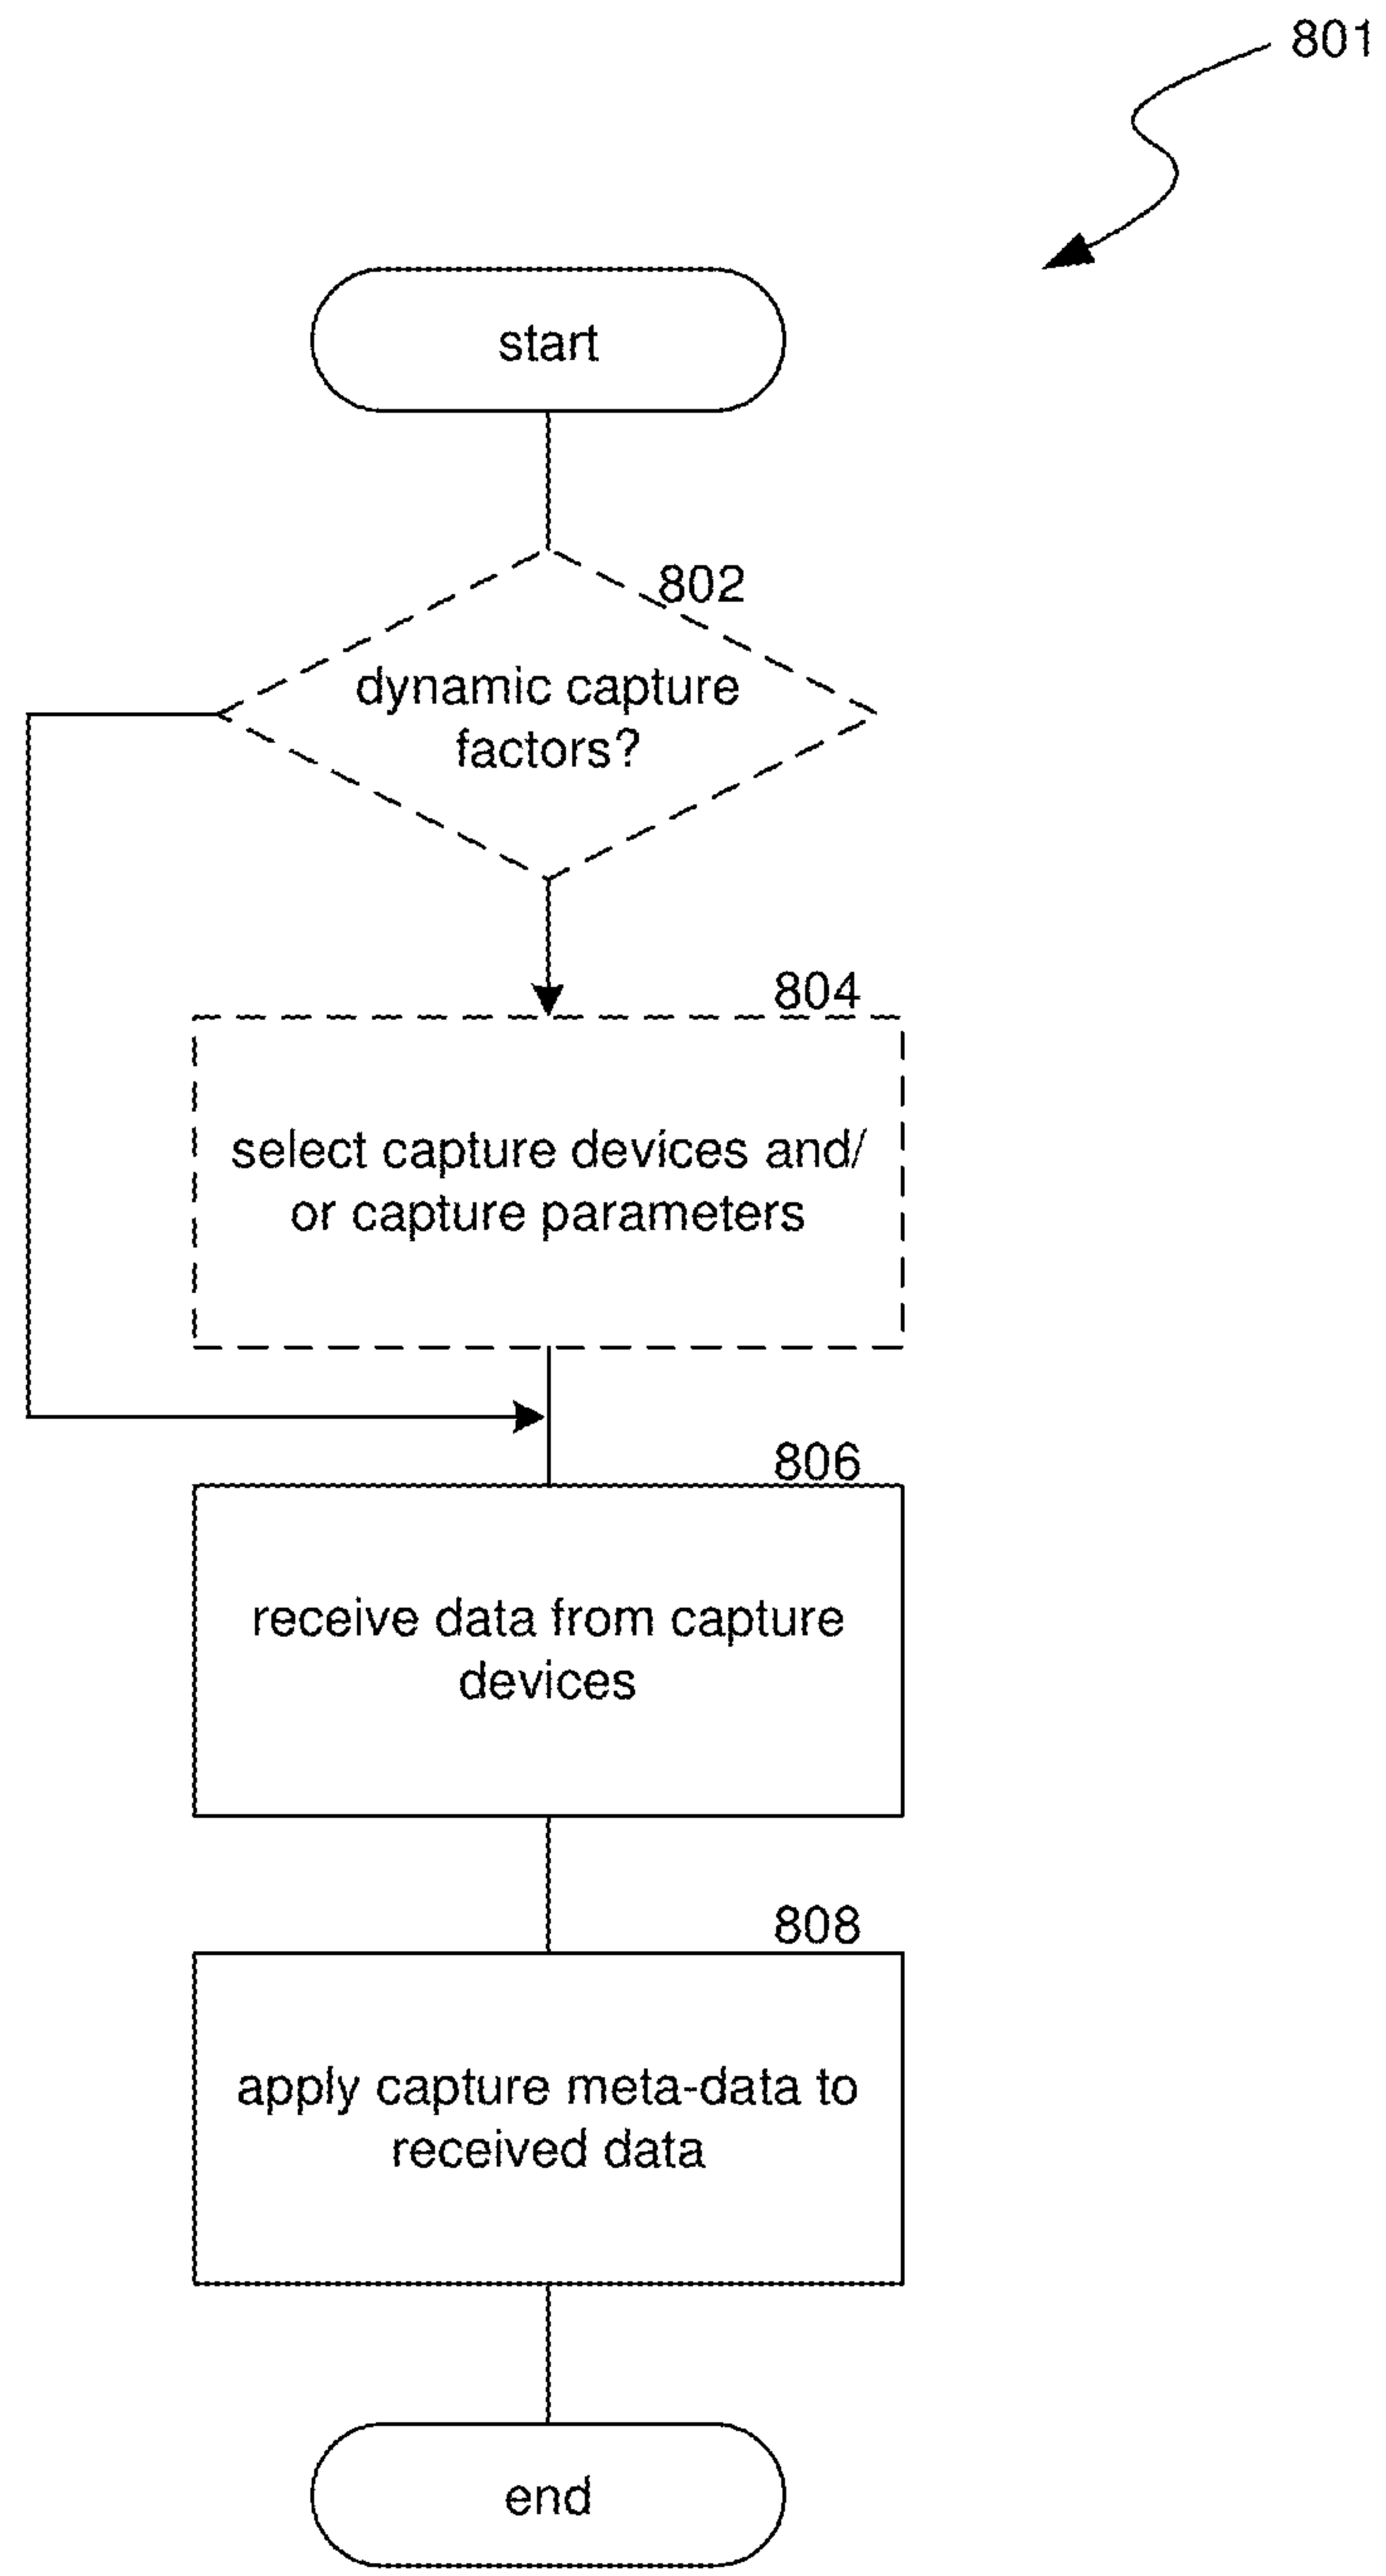 801
start
802
dynamic capture
factors?
804
select capture devices and/
or capture parameters
806
receive data from capture
devices
808
apply capture meta-data to
received data
end